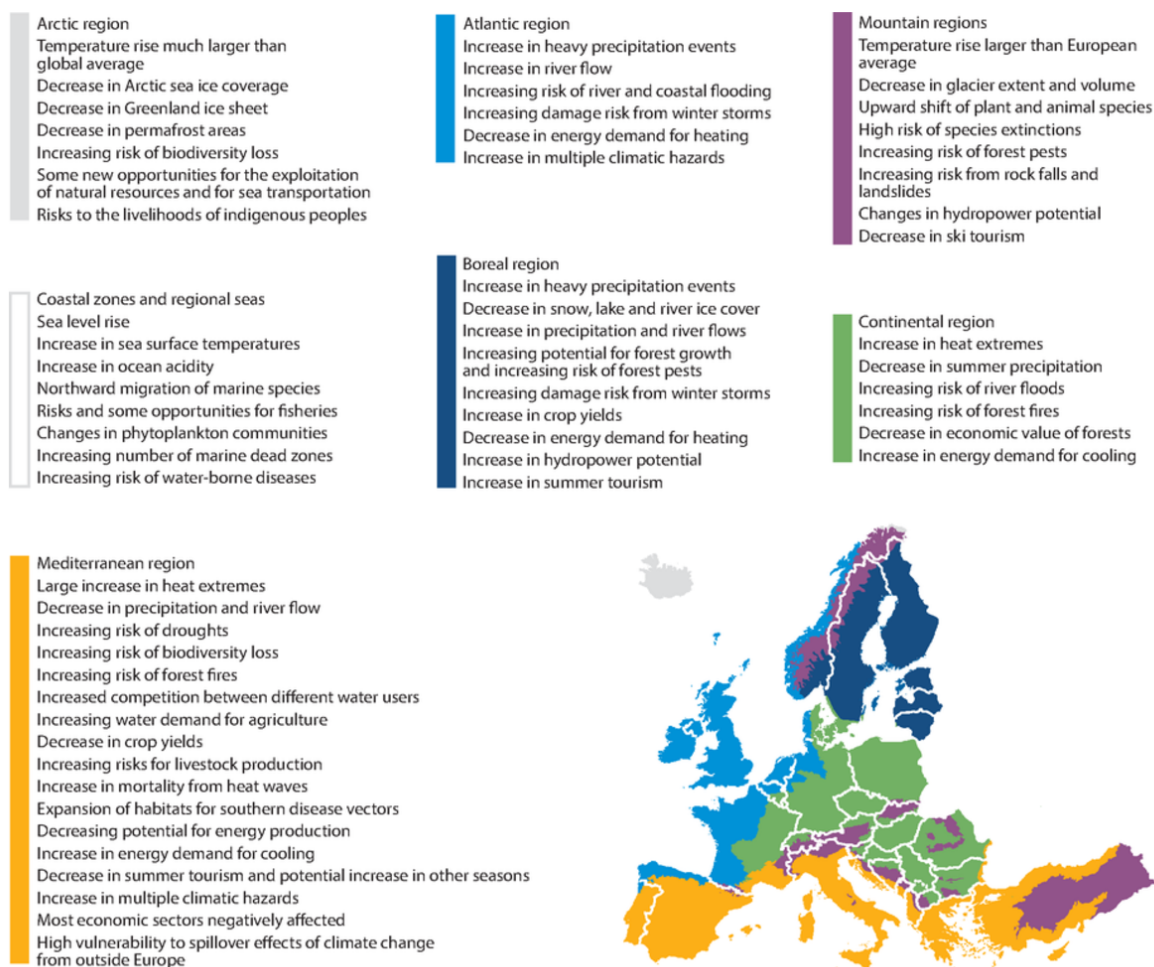 Arctic region
Temperature rise much larger than
global average
Decrease in Arctic sea ice coverage
Decrease in Greenland ice sheet
Decrease in permafrost areas
Increasing risk of biodiversity loss
Some new opportunities for the exploitation
of natural resources and for sea transportation
Risks to the livelihoods of indigenous peoples
Atlantic region
Increase in heavy precipitation events
Increase in river flow
Increasing risk of river and coastal flooding
Increasing damage risk from winter storms
Decrease in energy demand for heating
Increase in multiple climatic hazards
Mountain regions
Temperature rise larger than European
average
Decrease in glacier extent and volume
Upward shift of plant and animal species
High risk of species extinctions
Increasing risk of forest pests
Increasing risk from rock falls and
landslides
Changes in hydropower potential
Decrease in ski tourism
Coastal zones and regional seas
Sea level rise
Increase in sea surface temperatures
Increase in ocean acidity
Northward migration of marine species
Risks and some opportunities for fisheries
Changes in phytoplankton communities
Increasing number of marine dead zones
Increasing risk of water-borne diseases
Boreal region
Increase in heavy precipitation events
Decrease in snow, lake and river ice cover
Increase in precipitation and river flows
Increasing potential for forest growth
and increasing risk of forest pests
Increasing damage risk from winter storms
Increase in crop yields
Decrease in energy demand for heating
Increase in hydropower potential
Increase in summer tourism
Continental region
Increase in heat extremes
Decrease in summer precipitation
Increasing risk of river floods
Increasing risk of forest fires
Decrease in economic value of forests
Increase in energy demand for cooling
Mediterranean region
Large increase in heat extremes
Decrease in precipitation and river flow
Increasing risk of droughts
Increasing risk of biodiversity loss
Increasing risk of forest fires
Increased competition between different water users
Increasing water demand for agriculture
Decrease in crop yields
Increasing risks for livestock production
Increase in mortality from heat waves
Expansion of habitats for southern disease vectors
Decreasing potential for energy production
Increase in energy demand for cooling
Decrease in summer tourism and potential increase in other seasons
Increase in multiple climatic hazards
Most economic sectors negatively affected
High vulnerability to spillover effects of climate change
from outside Europe